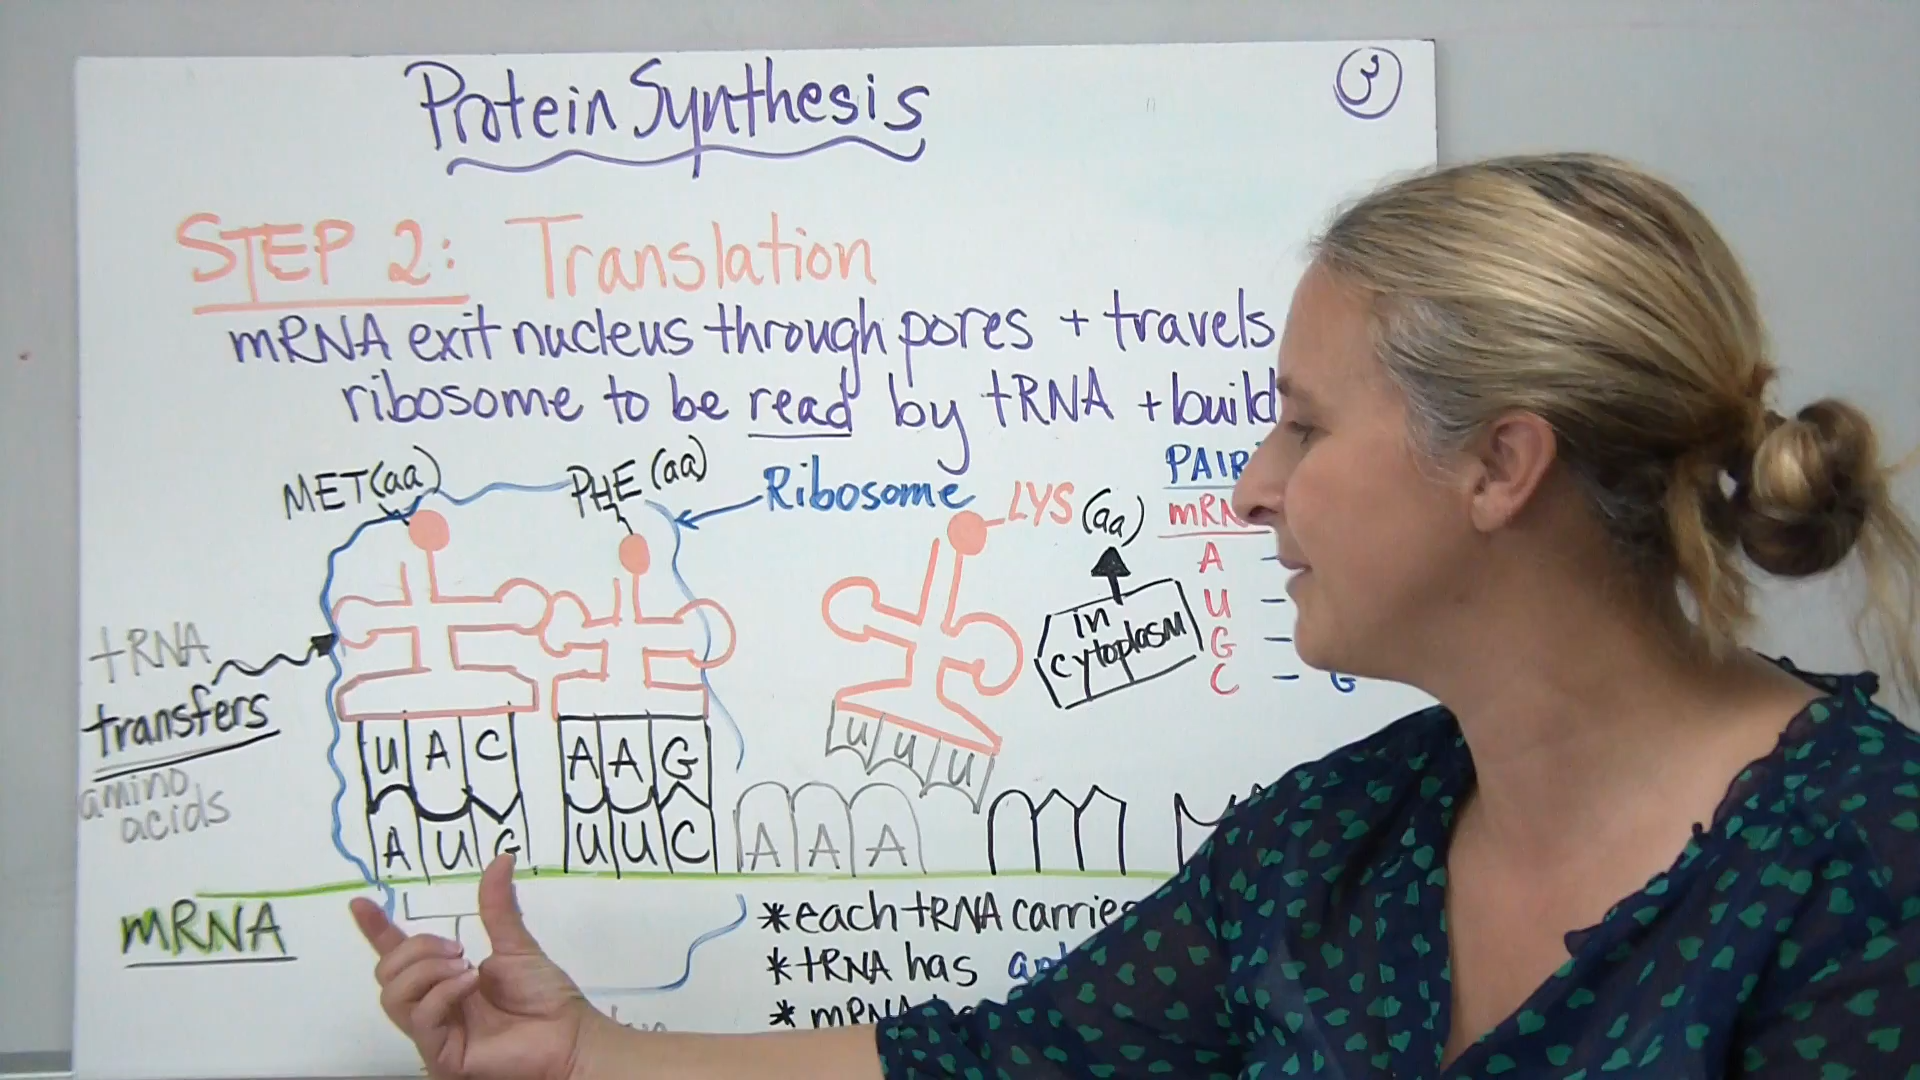 Protein Synthesis
3
STEP 2: Translation
mRNA exit nucleus through pores + travels
ribosome to be read by tRNA + build
MET (aa)
PHE (aa)
Ribosome
LYS (aa)
in cytoplasm
PAIR
mRN
A –
U –
G –
C – G
tRNA
transfers
amino
acids
U A C
A A G
U U U
A U G
U U C
A A A
mRNA
*each tRNA carries
*tRNA has
*mRNA